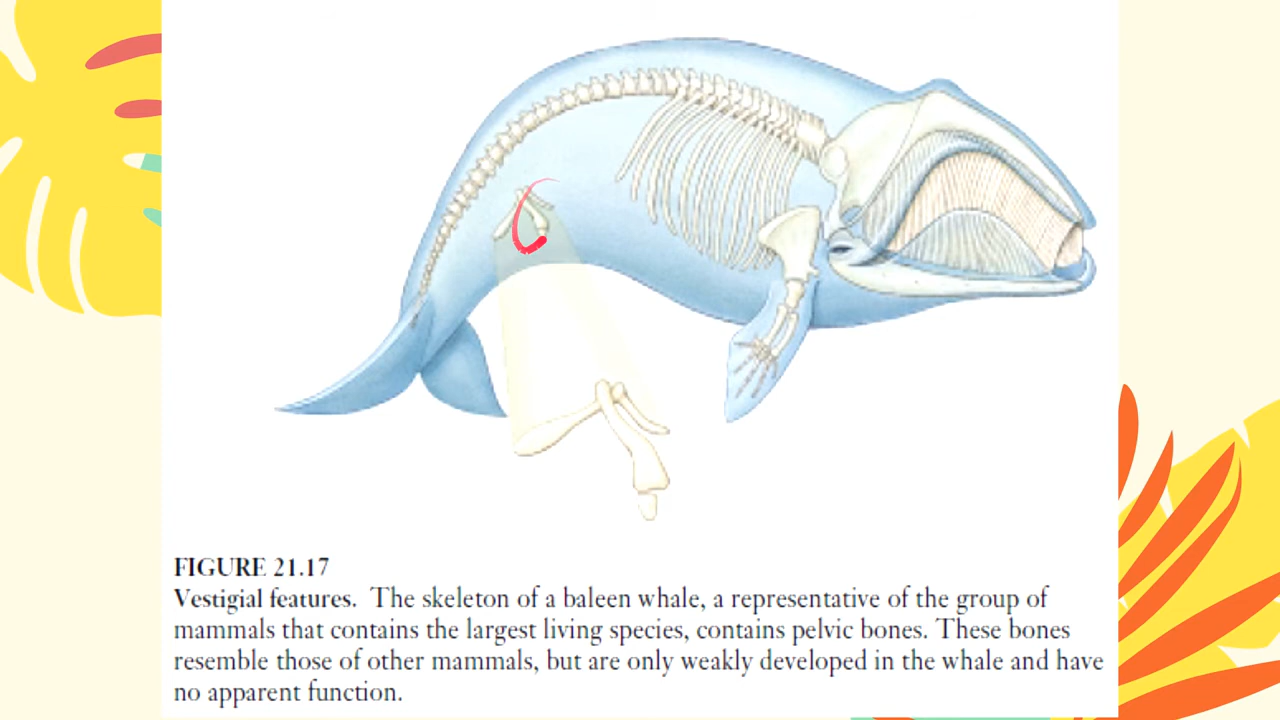 FIGURE 21.17
Vestigial features. The skeleton of a baleen whale, a representative of the group of
mammals that contains the largest living species, contains pelvic bones. These bones
resemble those of other mammals, but are only weakly developed in the whale and have
no apparent function.